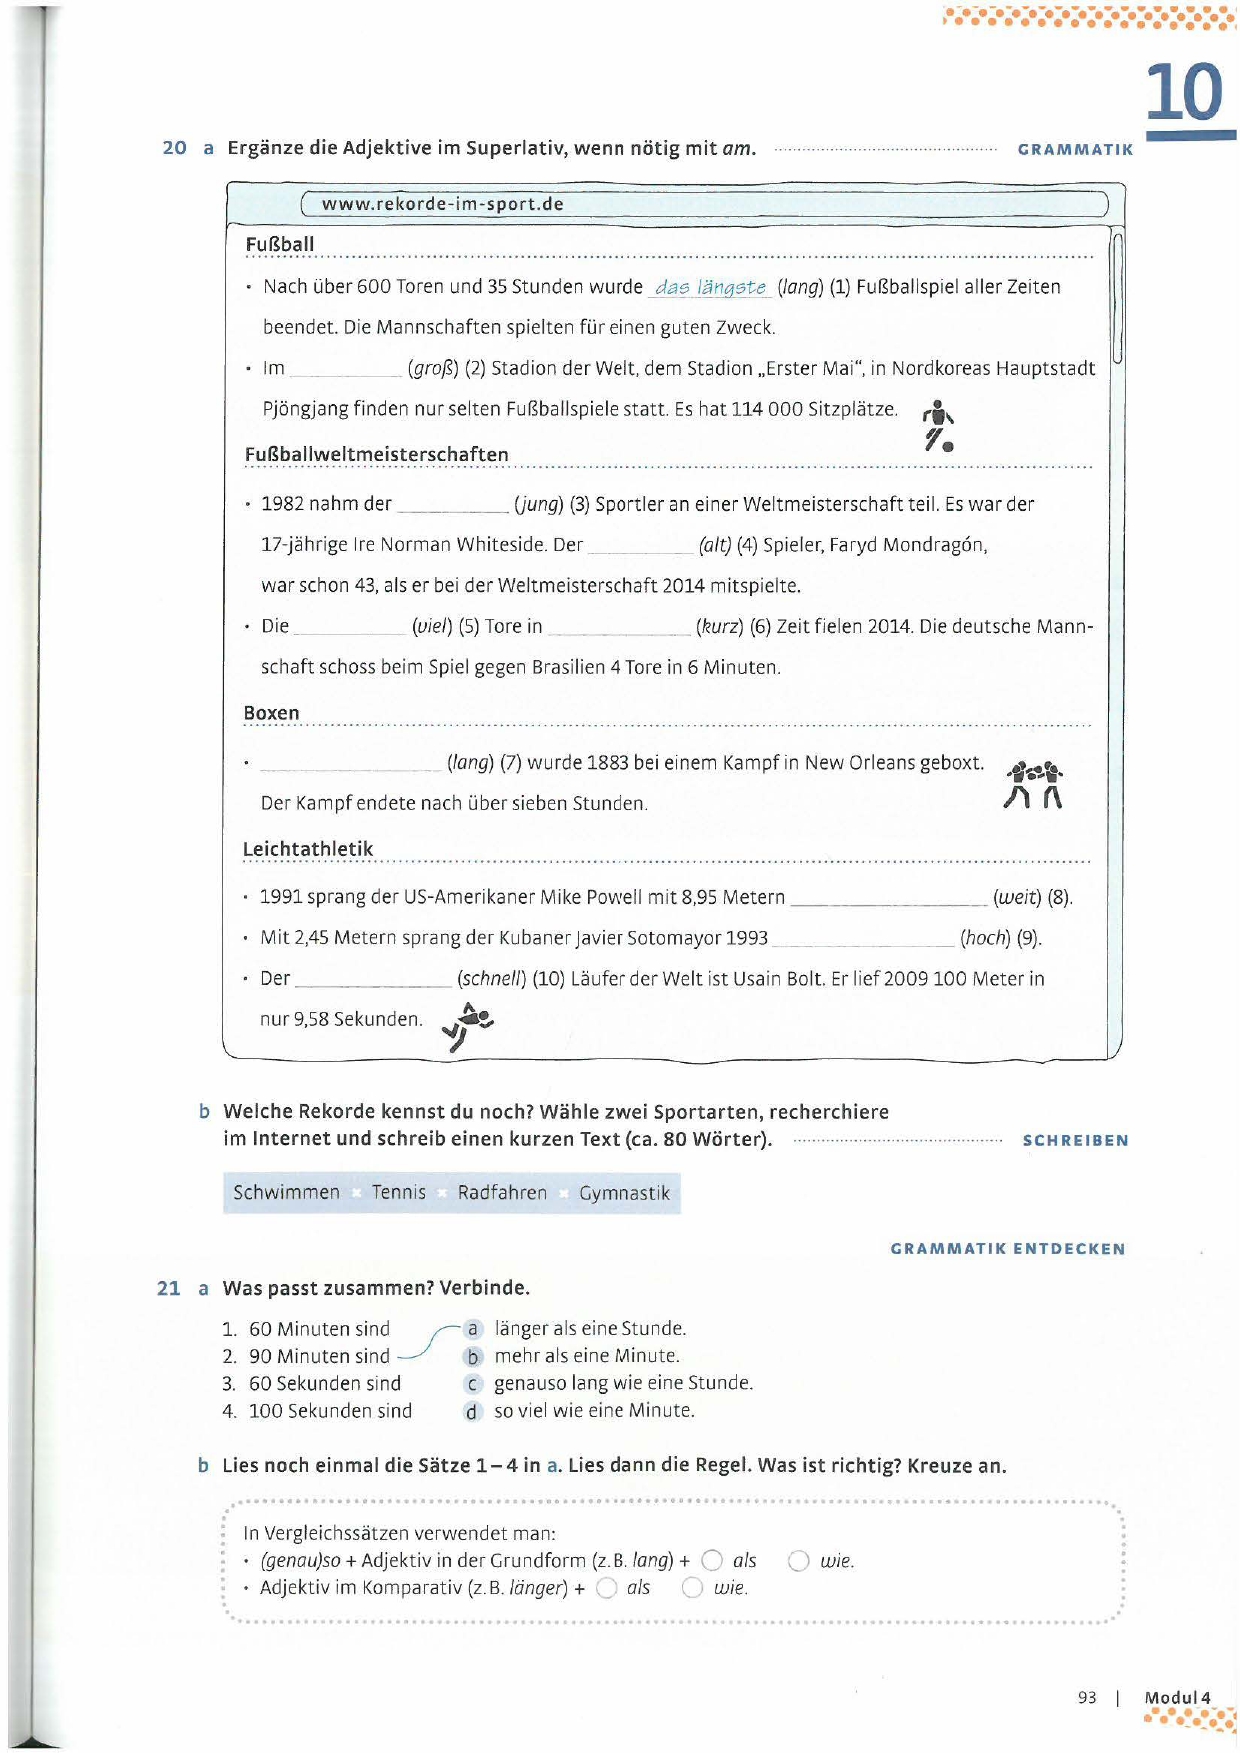 10
20 a Ergänze die Adjektive im Superlativ, wenn nötig mit am. GRAMMATIK
www.rekorde-im-sport.de
Fußball
· Nach über 600 Toren und 35 Stunden wurde das längste (lang) (1) Fußballspiel aller Zeiten
beendet. Die Mannschaften spielten für einen guten Zweck.
· Im __________ (groß) (2) Stadion der Welt, dem Stadion „Erster Mai“, in Nordkoreas Hauptstadt
Pjöngjang finden nur selten Fußballspiele statt. Es hat 114 000 Sitzplätze.
Fußballweltmeisterschaften
· 1982 nahm der __________ (jung) (3) Sportler an einer Weltmeisterschaft teil. Es war der
17-jährige Ire Norman Whiteside. Der __________ (alt) (4) Spieler, Faryd Mondragón,
war schon 43, als er bei der Weltmeisterschaft 2014 mitspielte.
· Die __________ (viel) (5) Tore in __________ (kurz) (6) Zeit fielen 2014. Die deutsche Mann-
schaft schoss beim Spiel gegen Brasilien 4 Tore in 6 Minuten.
Boxen
· __________ (lang) (7) wurde 1883 bei einem Kampf in New Orleans geboxt.
Der Kampf endete nach über sieben Stunden.
Leichtathletik
· 1991 sprang der US-Amerikaner Mike Powell mit 8,95 Metern __________ (weit) (8).
· Mit 2,45 Metern sprang der Kubaner Javier Sotomayor 1993 __________ (hoch) (9).
· Der __________ (schnell) (10) Läufer der Welt ist Usain Bolt. Er lief 2009 100 Meter in
nur 9,58 Sekunden.
b Welche Rekorde kennst du noch? Wähle zwei Sportarten, recherchiere
im Internet und schreib einen kurzen Text (ca. 80 Wörter). SCHREIBEN
Schwimmen × Tennis × Radfahren × Gymnastik
GRAMMATIK ENTDECKEN
21 a Was passt zusammen? Verbinde.
1. 60 Minuten sind a länger als eine Stunde.
2. 90 Minuten sind b mehr als eine Minute.
3. 60 Sekunden sind c genauso lang wie eine Stunde.
4. 100 Sekunden sind d so viel wie eine Minute.
b Lies noch einmal die Sätze 1–4 in a. Lies dann die Regel. Was ist richtig? Kreuze an.
In Vergleichssätzen verwendet man:
· (genau)so + Adjektiv in der Grundform (z. B. lang) + ○ als ○ wie.
· Adjektiv im Komparativ (z. B. länger) + ○ als ○ wie.
93 | Modul 4